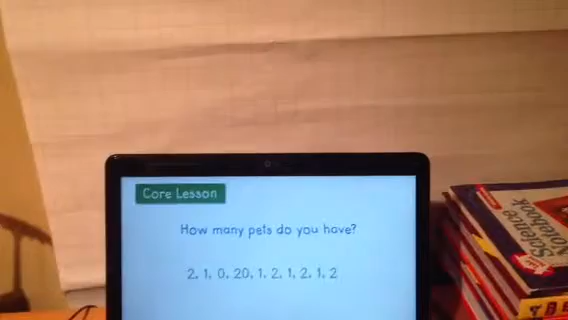 Core Lesson
How many pets do you have?
2, 1, 0, 20, 1, 2, 1, 2, 1, 2
Science
Notebook